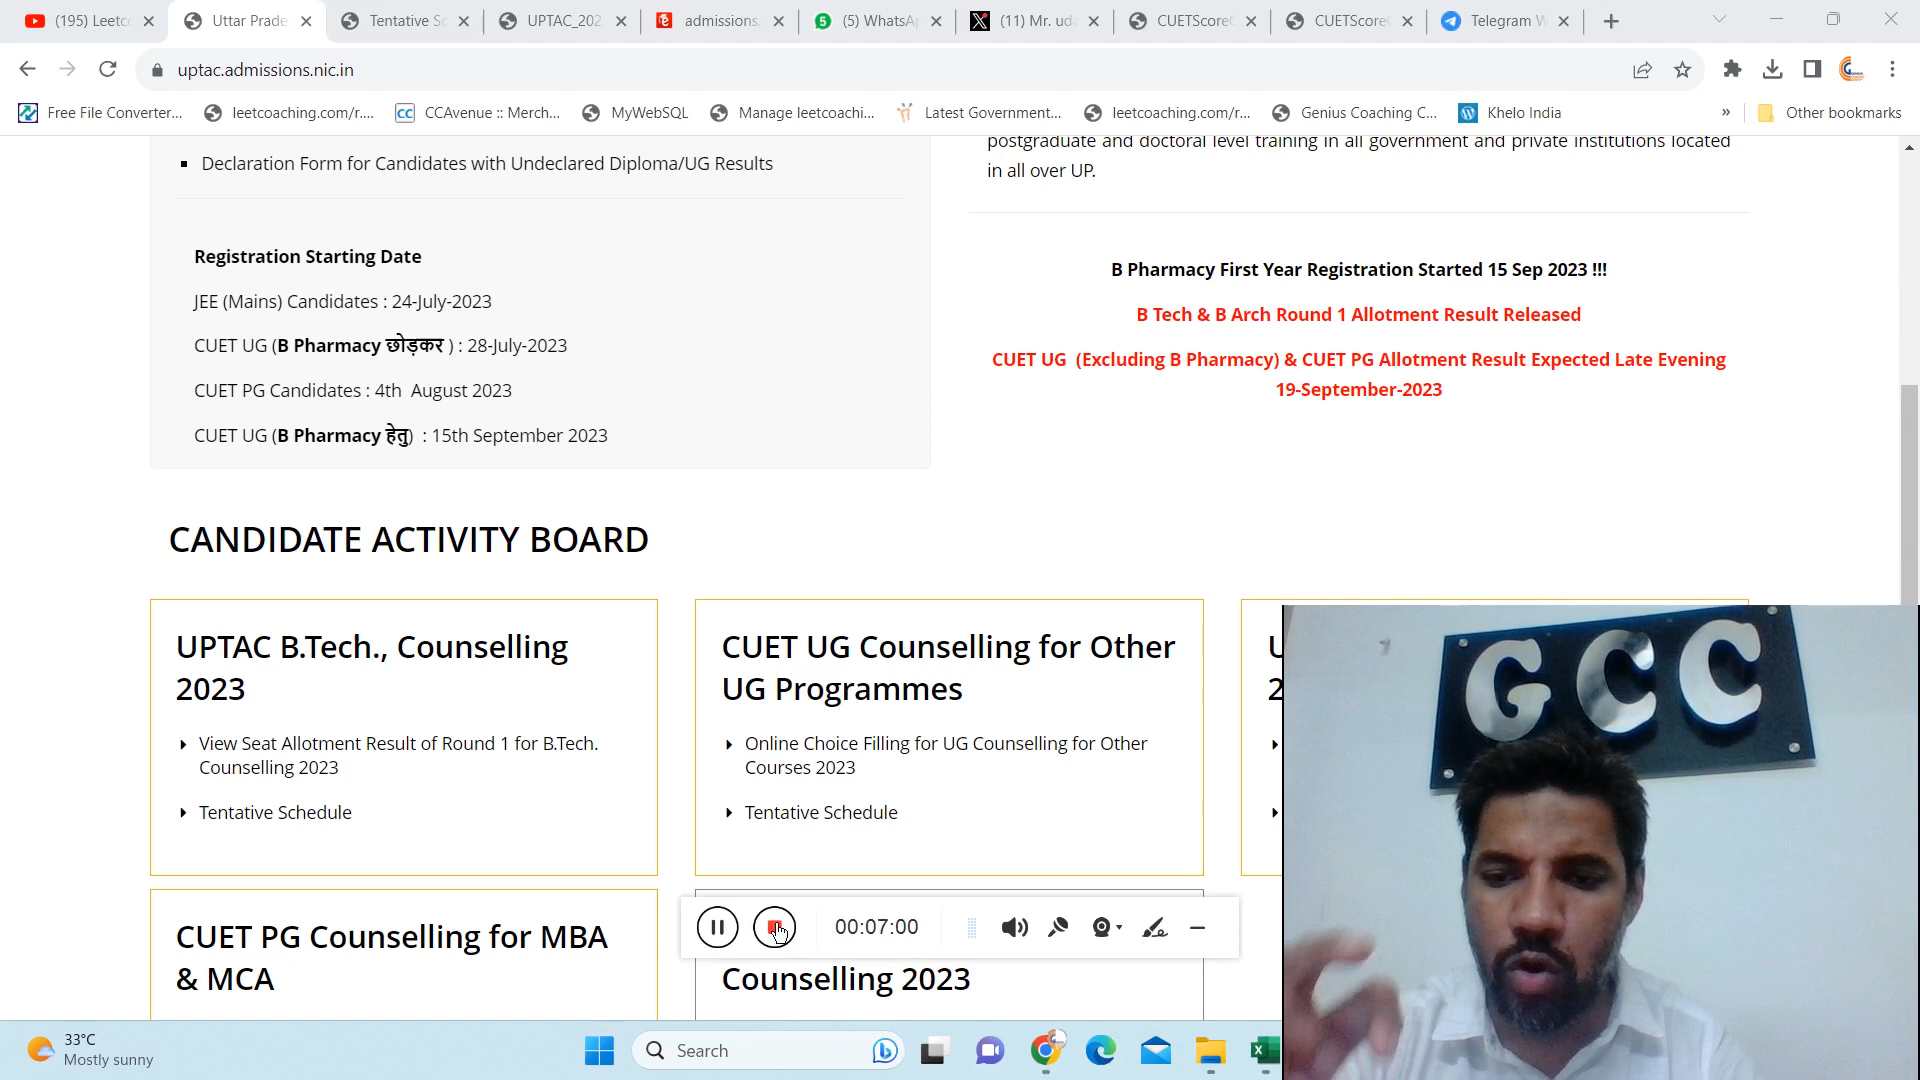 (195) Leetc
Uttar Prade
Tentative Sc
UPTAC_202
admissions.
(5) WhatsAp
(11) Mr. uda
CUETScoreC
CUETScoreC
Telegram W
uptac.admissions.nic.in
Free File Converter...
leetcoaching.com/r....
CCAvenue :: Merch...
MyWebSQL
Manage leetcoachi...
Latest Government...
leetcoaching.com/r...
Genius Coaching C...
Khelo India
»
Other bookmarks
Declaration Form for Candidates with Undeclared Diploma/UG Results
Registration Starting Date
JEE (Mains) Candidates : 24-July-2023
CUET UG (B Pharmacy छोड़कर ) : 28-July-2023
CUET PG Candidates : 4th August 2023
CUET UG (B Pharmacy हेतु) : 15th September 2023
postgraduate and doctoral level training in all government and private institutions located
in all over UP.
B Pharmacy First Year Registration Started 15 Sep 2023 !!!
B Tech & B Arch Round 1 Allotment Result Released
CUET UG (Excluding B Pharmacy) & CUET PG Allotment Result Expected Late Evening
19-September-2023
CANDIDATE ACTIVITY BOARD
UPTAC B.Tech., Counselling
2023
View Seat Allotment Result of Round 1 for B.Tech.
Counselling 2023
Tentative Schedule
CUET UG Counselling for Other
UG Programmes
Online Choice Filling for UG Counselling for Other
Courses 2023
Tentative Schedule
CUET PG Counselling for MBA
& MCA
Counselling 2023
00:07:00
GCC
33°C
Mostly sunny
Search